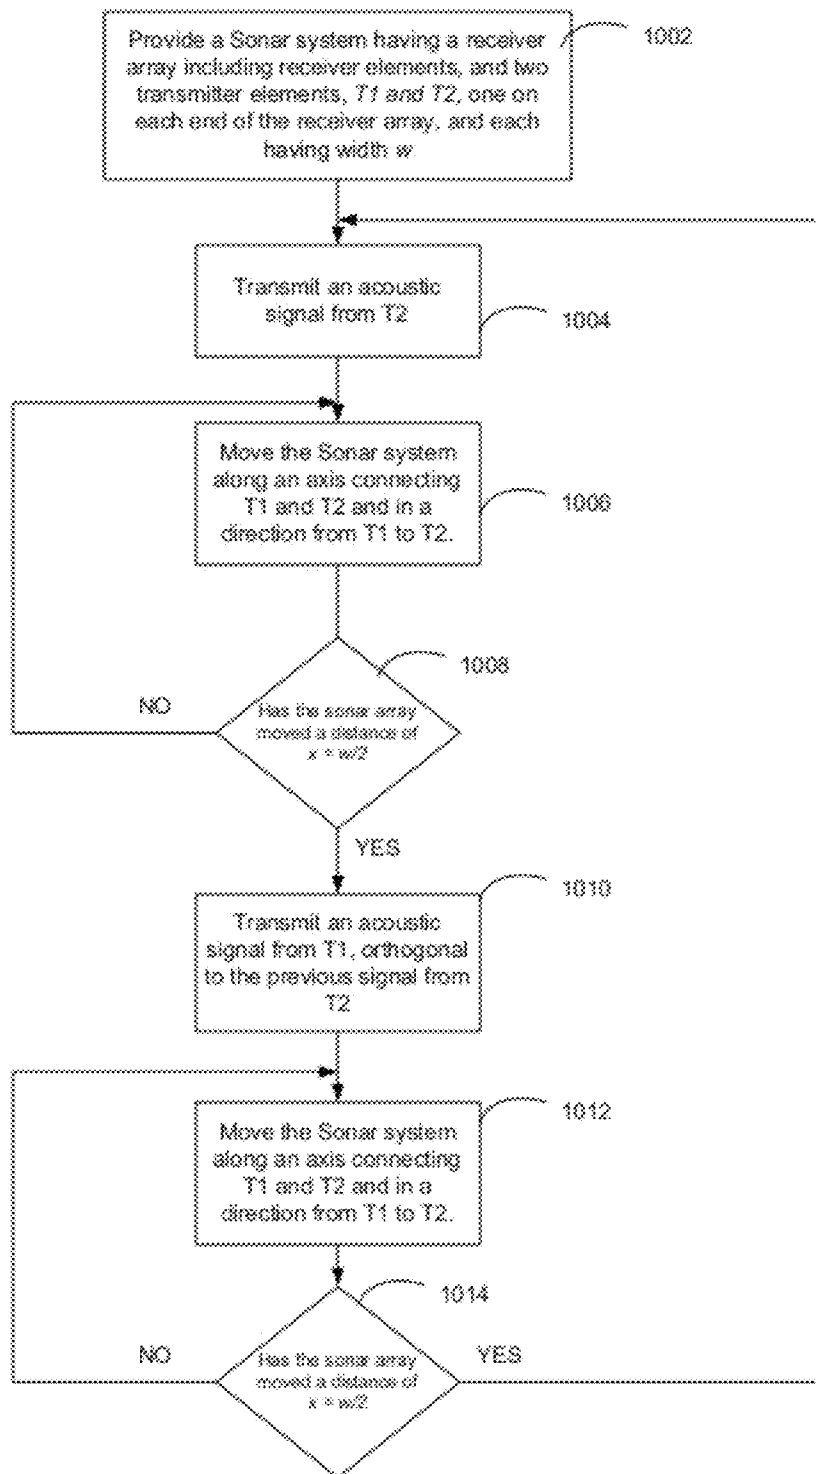 Provide a Sonar system having a receiver
array including receiver elements, and two
transmitter elements, T1 and T2, one on
each end of the receiver array, and each
having width w
1002
Transmit an acoustic
signal from T2
1004
Move the Sonar system
along an axis connecting
T1 and T2 and in a
direction from T1 to T2.
1006
1008
NO
Has the sonar array
moved a distance of
x = w/2
YES
1010
Transmit an acoustic
signal from T1, orthogonal
to the previous signal from
T2
1012
Move the Sonar system
along an axis connecting
T1 and T2 and in a
direction from T1 to T2.
1014
NO
Has the sonar array
moved a distance of
x = w/2
YES